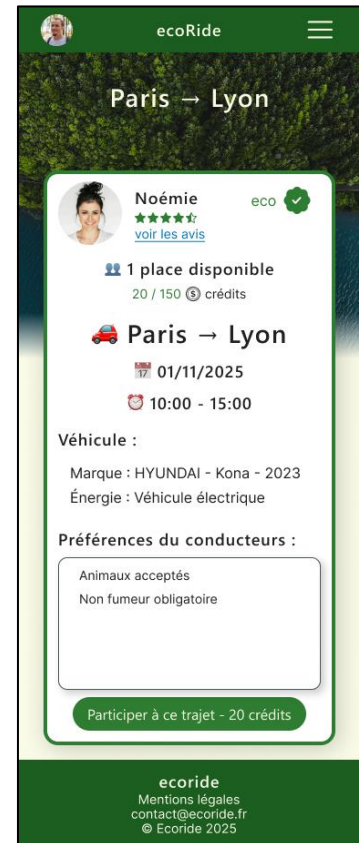 ecoRide
Paris → Lyon
Noémie
eco
voir les avis
1 place disponible
20 / 150 $ crédits
Paris → Lyon
17 01/11/2025
10:00 - 15:00
Véhicule :
Marque : HYUNDAI - Kona - 2023
Énergie : Véhicule électrique
Préférences du conducteurs :
Animaux acceptés
Non fumeur obligatoire
Participer à ce trajet - 20 crédits
ecoride
Mentions légales
contact@ecoride.fr
© Ecoride 2025